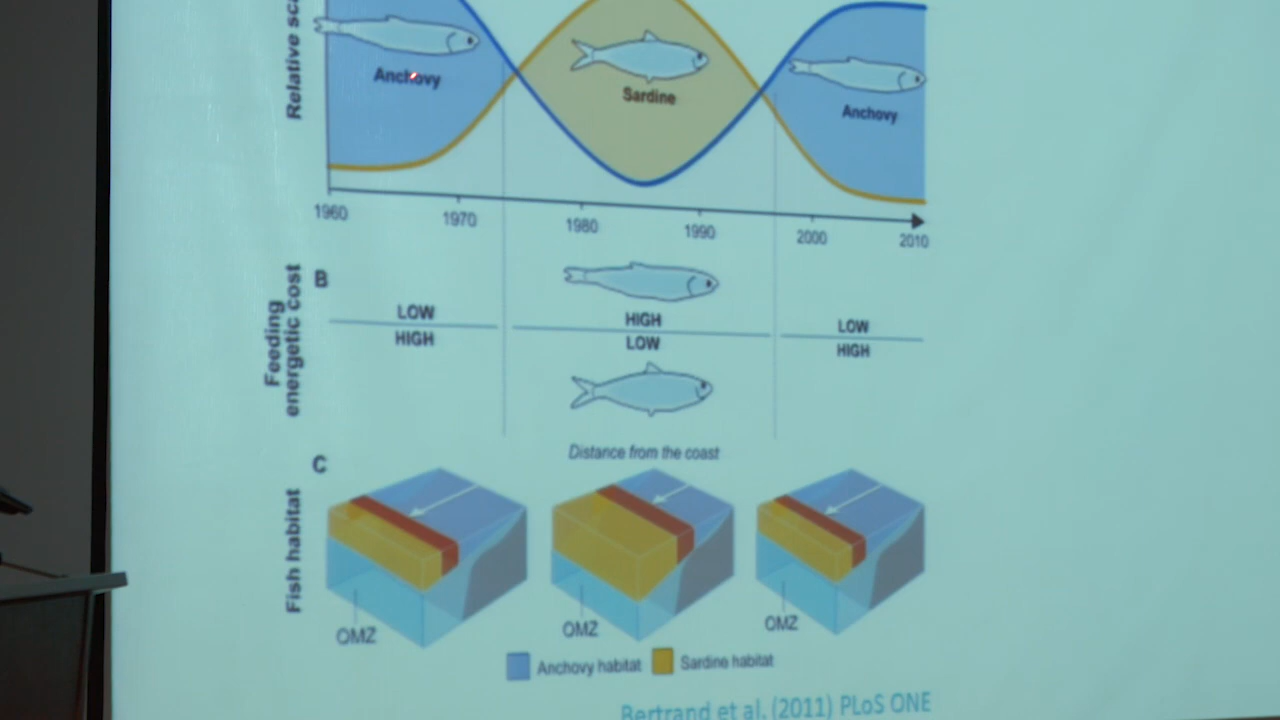 Relative
Anchovy
Sardine
Anchovy
1960 1970 1980 1990 2000 2010
B
Feeding
energetic cost
LOW
HIGH
HIGH
LOW
LOW
HIGH
C
Distance from the coast
Fish habitat
OMZ
OMZ
OMZ
Anchovy habitat
Sardine habitat
Bertrand et al. (2011) PLoS ONE